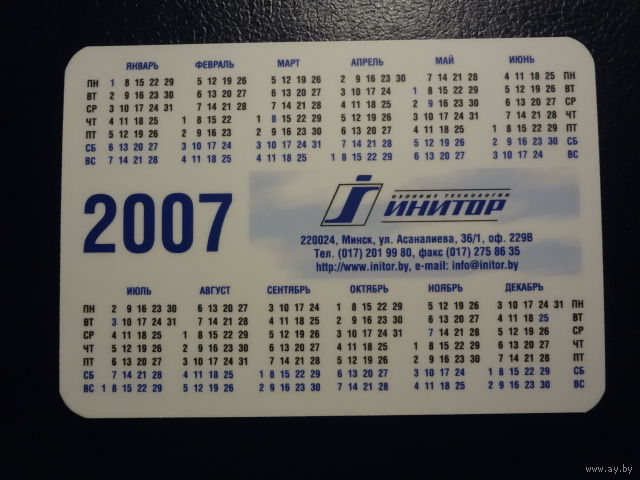 ЯНВАРЬ ФЕВРАЛЬ МАРТ АПРЕЛЬ МАЙ ИЮНЬ
ПН 1 8 15 22 29 5 12 19 26 5 12 19 26 2 9 16 23 30 7 14 21 28 4 11 18 25 ПН
ВТ 2 9 16 23 30 6 13 20 27 6 13 20 27 3 10 17 24 1 8 15 22 29 5 12 19 26 ВТ
СР 3 10 17 24 31 7 14 21 28 7 14 21 28 4 11 18 25 2 9 16 23 30 6 13 20 27 СР
ЧТ 4 11 18 25 1 8 15 22 1 8 15 22 29 5 12 19 26 3 10 17 24 31 7 14 21 28 ЧТ
ПТ 5 12 19 26 2 9 16 23 2 9 16 23 30 6 13 20 27 4 11 18 25 1 8 15 22 29 ПТ
СБ 6 13 20 27 3 10 17 24 3 10 17 24 31 7 14 21 28 5 12 19 26 2 9 16 23 30 СБ
ВС 7 14 21 28 4 11 18 25 4 11 18 25 1 8 15 22 29 6 13 20 27 3 10 17 24 ВС
2007
ОЗОННЫЕ ТЕХНОЛОГИИ
ИНИТОР
220024, Минск, ул. Асаналиева, 36/1, оф. 229В
Тел. (017) 201 99 80, факс (017) 275 86 35
http://www.initor.by, e-mail: info@initor.by
ИЮЛЬ АВГУСТ СЕНТЯБРЬ ОКТЯБРЬ НОЯБРЬ ДЕКАБРЬ
ПН 2 9 16 23 30 6 13 20 27 3 10 17 24 1 8 15 22 29 5 12 19 26 3 10 17 24 31 ПН
ВТ 3 10 17 24 31 7 14 21 28 4 11 18 25 2 9 16 23 30 6 13 20 27 4 11 18 25 ВТ
СР 4 11 18 25 1 8 15 22 29 5 12 19 26 3 10 17 24 31 7 14 21 28 5 12 19 26 СР
ЧТ 5 12 19 26 2 9 16 23 30 6 13 20 27 4 11 18 25 1 8 15 22 29 6 13 20 27 ЧТ
ПТ 6 13 20 27 3 10 17 24 31 7 14 21 28 5 12 19 26 2 9 16 23 30 7 14 21 28 ПТ
СБ 7 14 21 28 4 11 18 25 1 8 15 22 29 6 13 20 27 3 10 17 24 1 8 15 22 29 СБ
ВС 1 8 15 22 29 5 12 19 26 2 9 16 23 30 7 14 21 28 4 11 18 25 2 9 16 23 30 ВС
www.ay.by